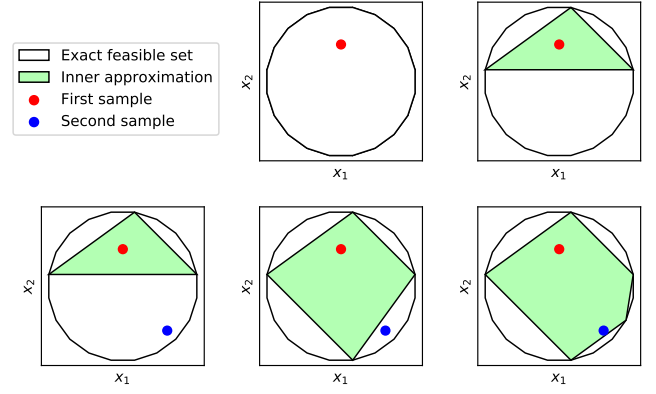 Exact feasible set
Inner approximation
First sample
Second sample
x₂
x₁
x₂
x₁
x₂
x₁
x₂
x₁
x₂
x₁